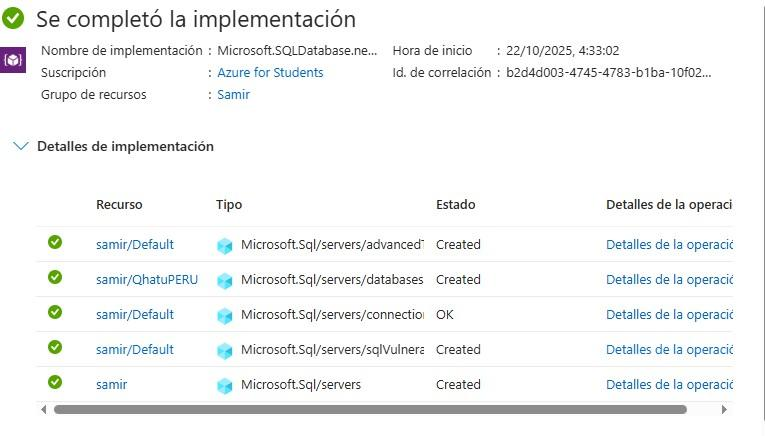 Se completó la implementación
Nombre de implementación : Microsoft.SQLDatabase.ne... Hora de inicio : 22/10/2025, 4:33:02
Suscripción : Azure for Students Id. de correlación : b2d4d003-4745-4783-b1ba-10f02...
Grupo de recursos : Samir
Detalles de implementación
Recurso Tipo Estado Detalles de la operaci
samir/Default Microsoft.Sql/servers/advancedT Created Detalles de la operació
samir/QhatuPERU Microsoft.Sql/servers/databases Created Detalles de la operació
samir/Default Microsoft.Sql/servers/connection OK Detalles de la operació
samir/Default Microsoft.Sql/servers/sqlVulnera Created Detalles de la operació
samir Microsoft.Sql/servers Created Detalles de la operació